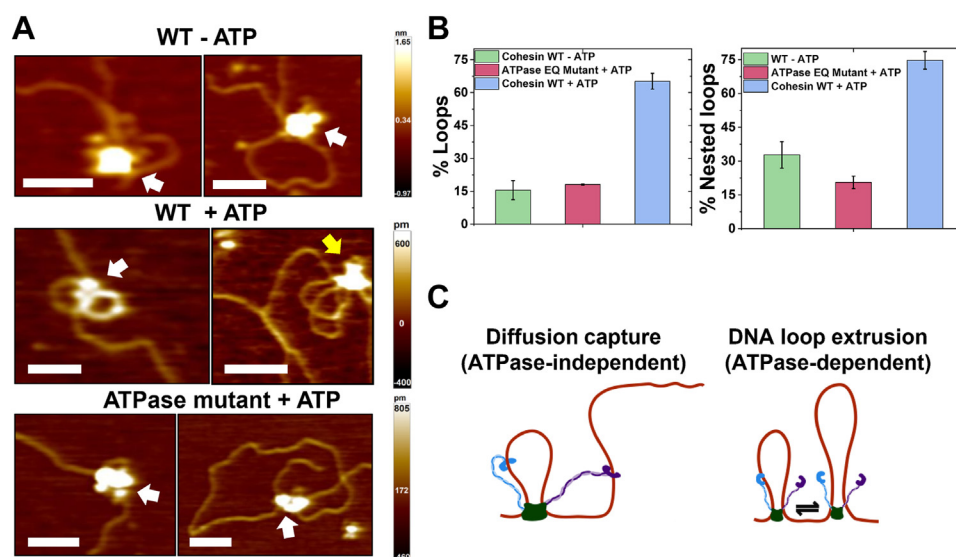 A
WT - ATP
nm
1.65
0.34
-0.97
WT + ATP
pm
600
0
-400
ATPase mutant + ATP
805
pm
172
B
% Loops
75
60
45
30
15
0
Cohesin WT - ATP
ATPase EQ Mutant + ATP
Cohesin WT + ATP
% Nested loops
75
60
45
30
15
0
WT - ATP
ATPase EQ Mutant + ATP
Cohesin WT + ATP
C
Diffusion capture
(ATPase-independent)
DNA loop extrusion
(ATPase-dependent)